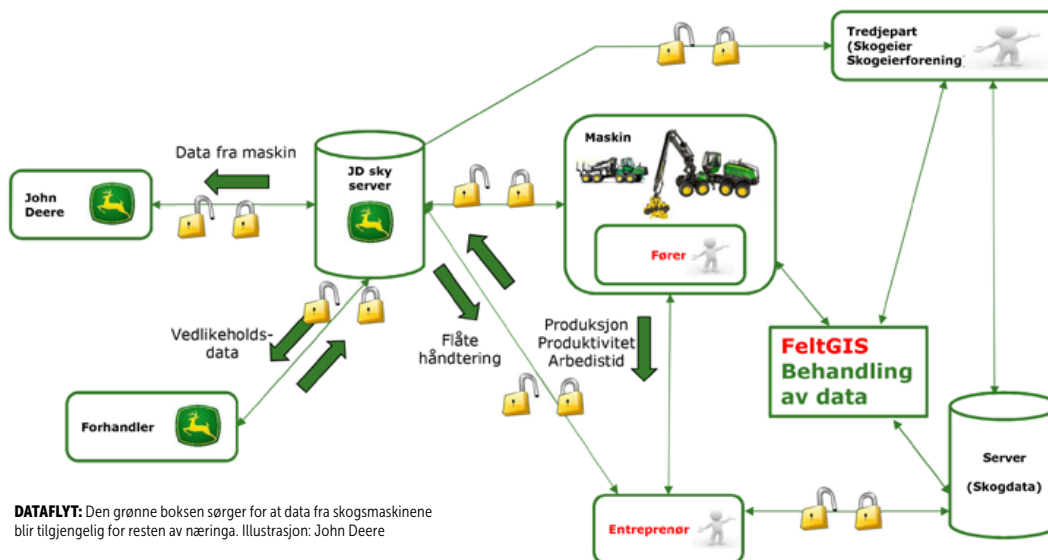 Tredjepart
(Skogeier
Skogeierforening
Maskin
Data fra maskin
JD sky
server
John
Deere
Fører
Vedlikeholds-
data
Flåte
håndtering
Produksjon
Produktivitet
Arbedistid
FeltGIS
Behandling
av data
Forhandler
Server
(Skogdata)
Entreprenør
DATAFLYT: Den grønne boksen sørger for at data fra skogsmaskinene
blir tilgjengelig for resten av næringa. Illustrasjon: John Deere